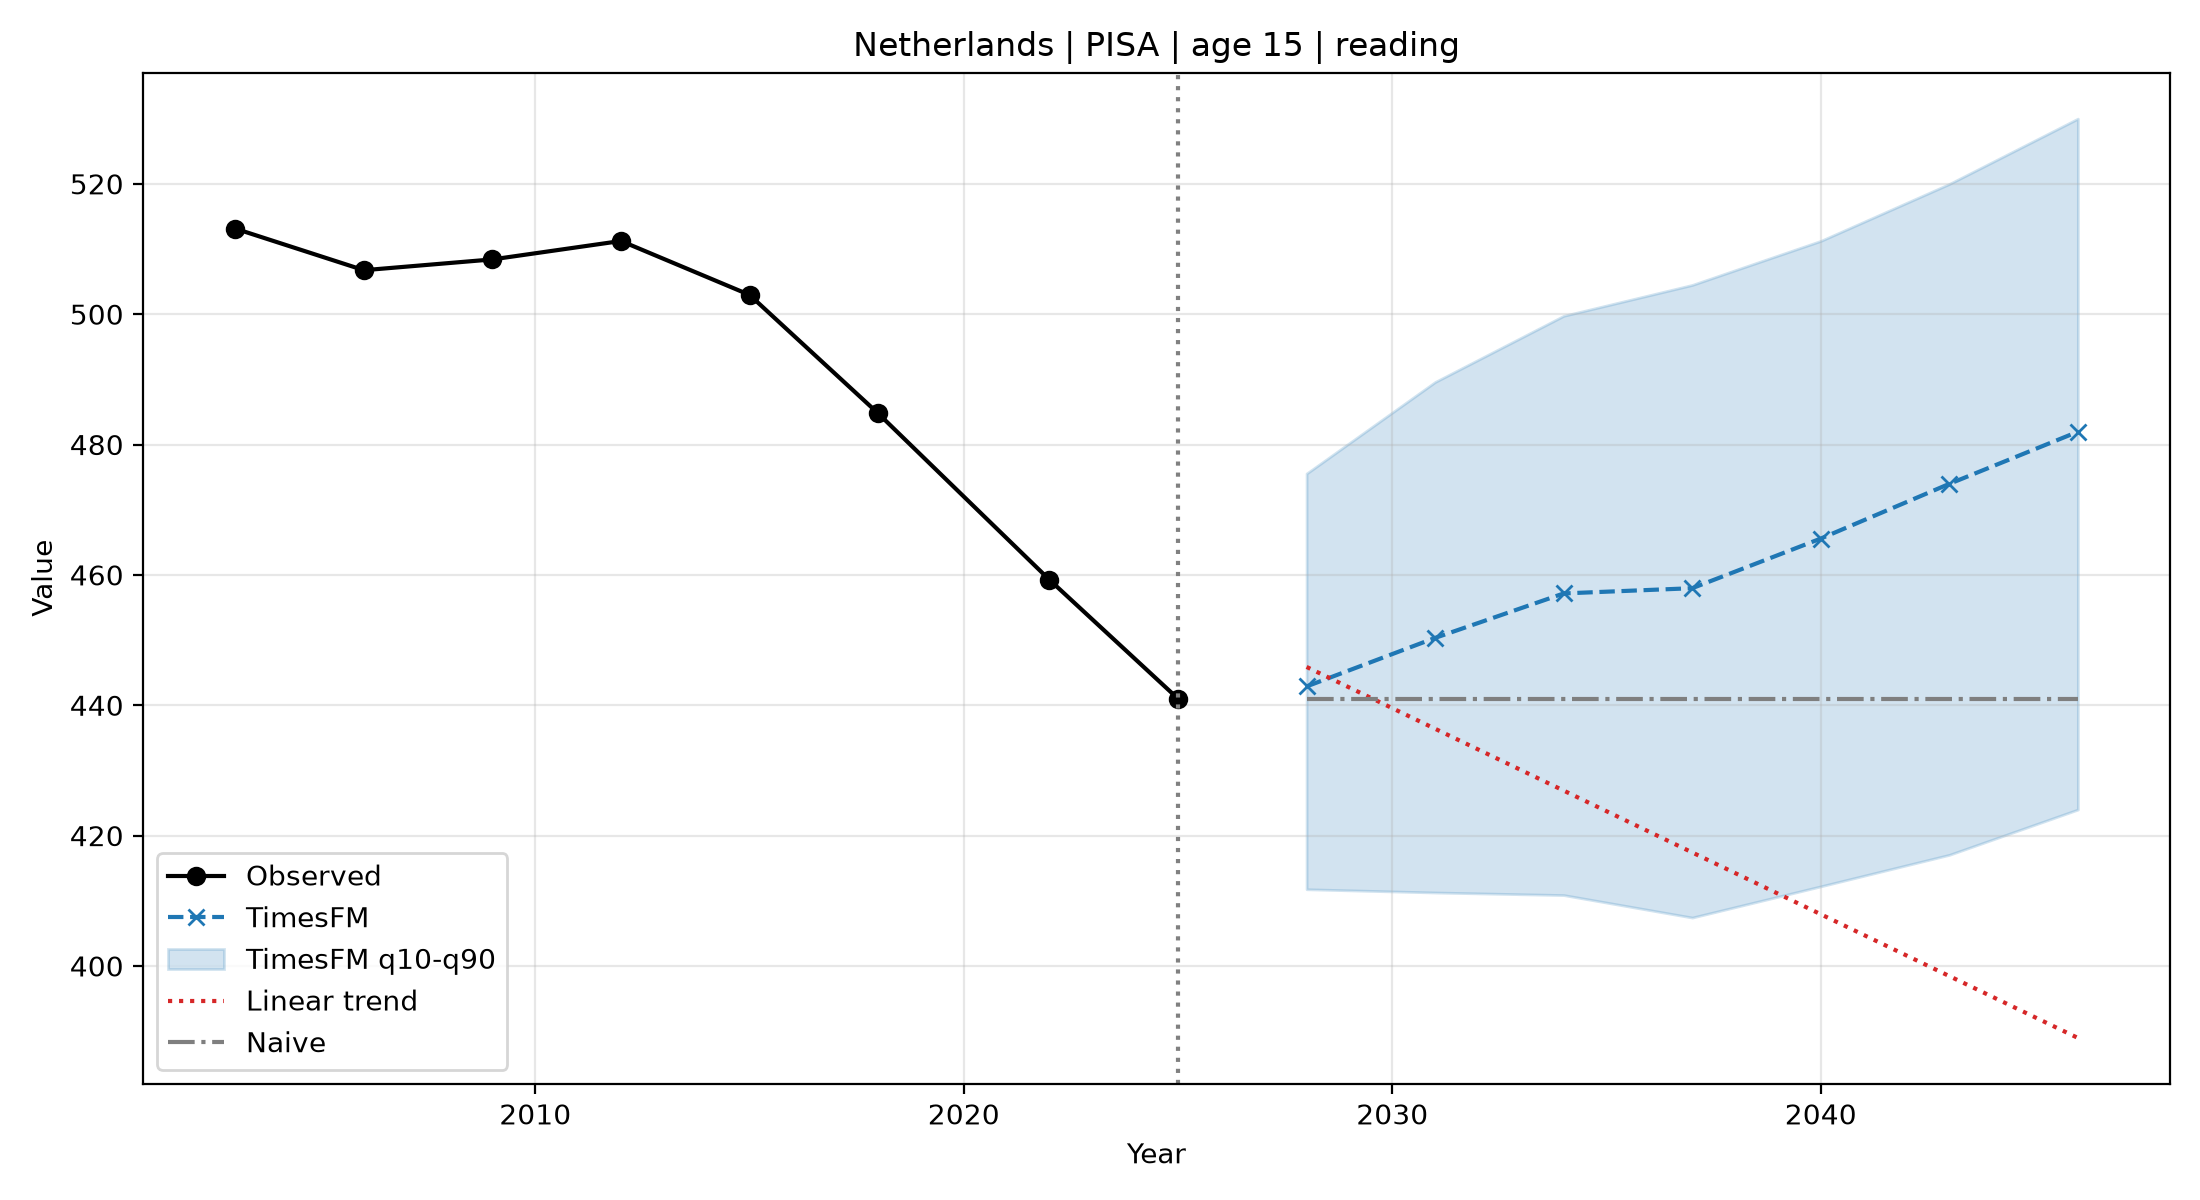 Netherlands | PISA | age 15 | reading
Value
520
500
480
460
440
420
400
Observed
TimesFM
TimesFM q10-q90
Linear trend
Naive
2010 2020 2030 2040
Year